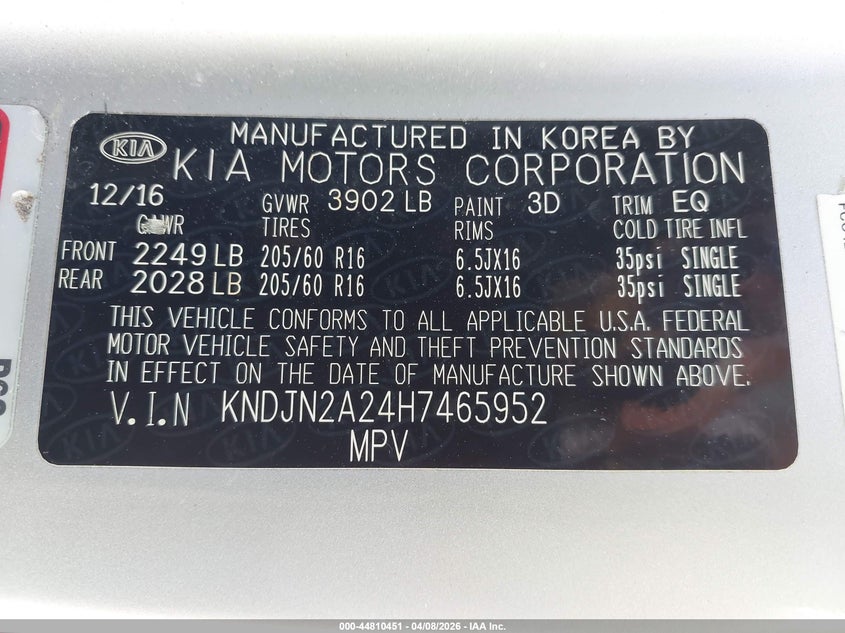 KIA
MANUFACTURED IN KOREA BY
KIA MOTORS CORPORATION
12/16 GVWR 3902 LB PAINT 3D TRIM EQ
GAWR TIRES RIMS COLD TIRE INFL
FRONT 2249 LB 205/60 R16 6.5JX16 35psi SINGLE
REAR 2028 LB 205/60 R16 6.5JX16 35psi SINGLE
THIS VEHICLE CONFORMS TO ALL APPLICABLE U.S.A. FEDERAL
MOTOR VEHICLE SAFETY AND THEFT PREVENTION STANDARDS
IN EFFECT ON THE DATE OF MANUFACTURE SHOWN ABOVE.
V.I.N KNDJN2A24H7465952
MPV
000-44810451 - 04/08/2026 - IAA Inc.